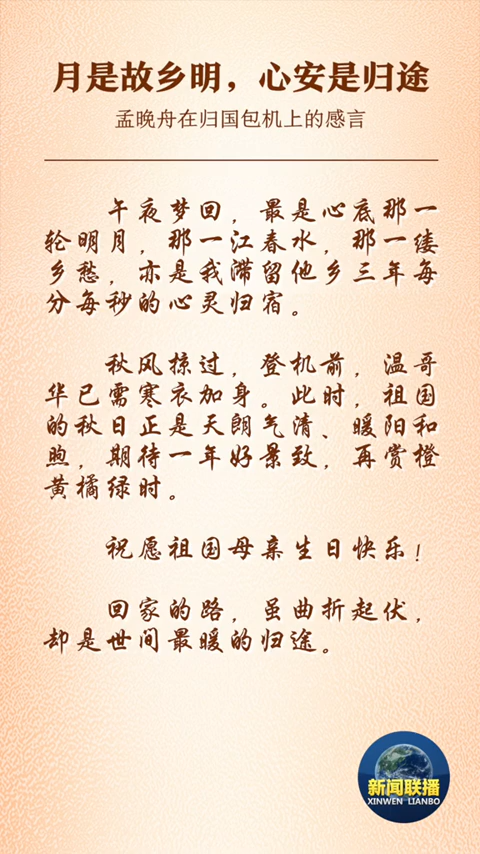 月是故乡明，心安是归途
孟晚舟在归国包机上的感言
午夜梦回，最是心底那一
轮明月，那一江春水，那一缕
乡愁，亦是我滞留他乡三年每
分每秒的心灵归宿。
秋风掠过，登机前，温哥
华已需寒衣加身。此时，祖国
的秋日正是天朗气清、暖阳和
煦，期待一年好景致，再赏橙
黄橘绿时。
祝愿祖国母亲生日快乐！
回家的路，虽曲折起伏，
却是世间最暖的归途。
新闻联播
XINWEN LIANBO